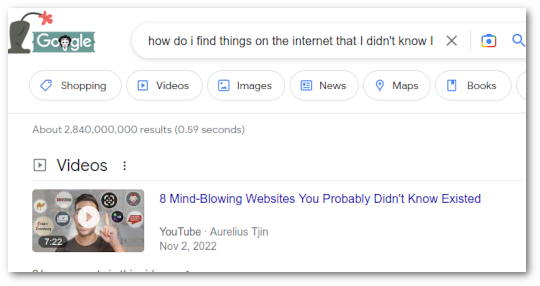 Google
how do i find things on the internet that I didn't know I
Shopping
Videos
Images
News
Maps
Books
About 2,840,000,000 results (0.59 seconds)
Videos
8 Mind-Blowing Websites You Probably Didn't Know Existed
7:22
YouTube · Aurelius Tjin
Nov 2, 2022